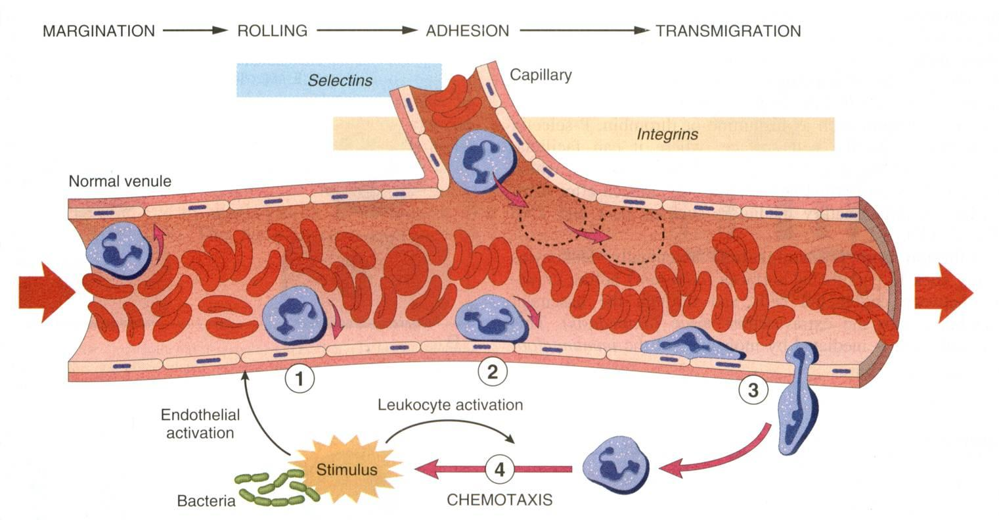 MARGINATION ROLLING ADHESION TRANSMIGRATION
Selectins
Capillary
Integrins
Normal venule
1
2
3
Leukocyte activation
Endothelial
activation
Stimulus
4
Bacteria
CHEMOTAXIS